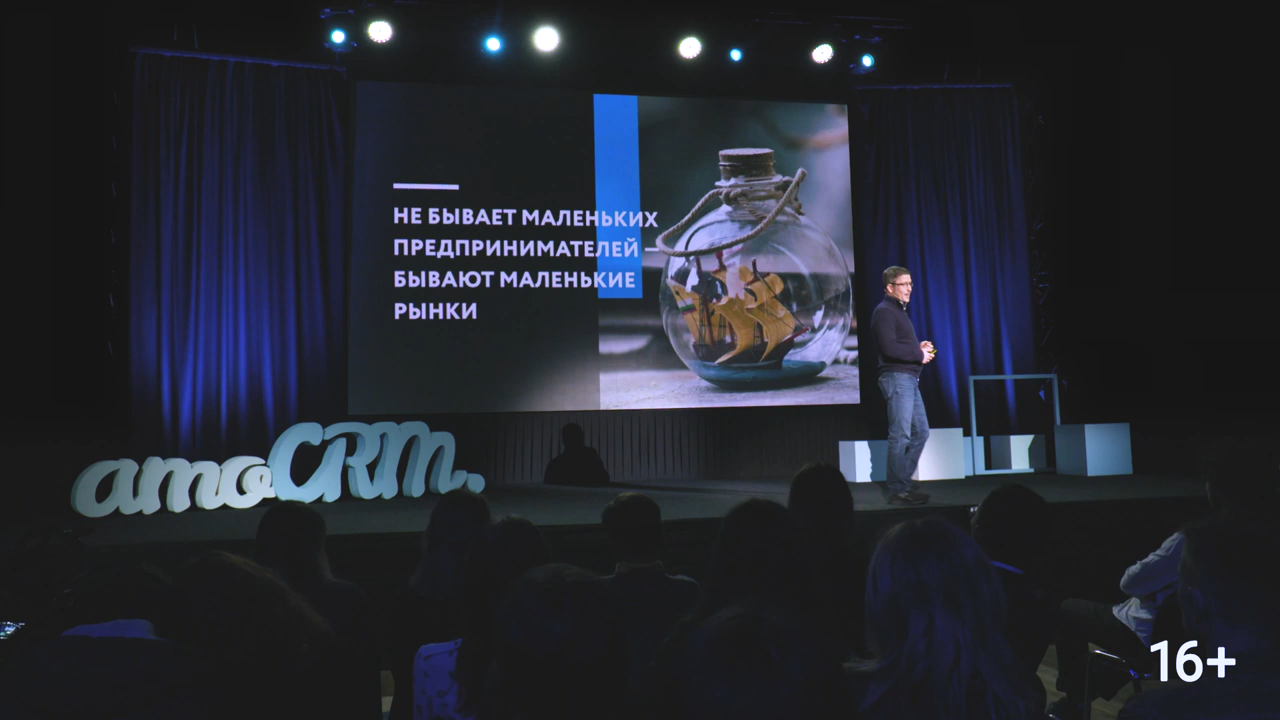 НЕ БЫВАЕТ МАЛЕНЬКИХ
ПРЕДПРИНИМАТЕЛЕЙ –
БЫВАЮТ МАЛЕНЬКИЕ
РЫНКИ
amoCRM.
16+